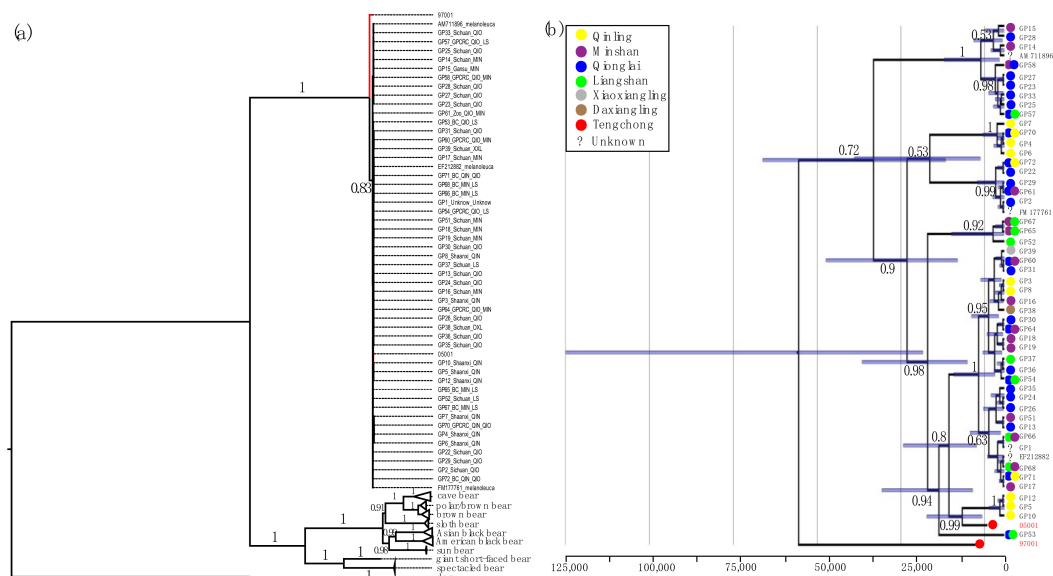 (a)
97001
AM711896_melanoleuca
GP33_Sichuan_QIO
GP57_GPCRC_QIO_LS
GP25_Sichuan_QIO
GP14_Sichuan_MIN
GP15_Gansu_MIN
GP58_GPCRC_QIO_MIN
GP28_Sichuan_QIO
GP27_Sichuan_QIO
GP23_Sichuan_QIO
GP61_Zoo_QIO_MIN
GP53_BC_QIO_LS
GP31_Sichuan_QIO
GP60_GPCRC_QIO_MIN
GP39_Sichuan_XXL
GP17_Sichuan_MIN
EF212882_melanoleuca
GP71_BC_QIN_QIO
GP68_BC_MIN_LS
GP66_BC_MIN_LS
GP1_Unknow_Unknow
GP54_GPCRC_QIO_LS
GP51_Sichuan_MIN
GP18_Sichuan_MIN
GP19_Sichuan_MIN
GP30_Sichuan_QIO
GP8_Shaanxi_QIN
GP37_Sichuan_LS
GP13_Sichuan_QIO
GP24_Sichuan_QIO
GP16_Sichuan_MIN
GP3_Shaanxi_QIN
GP64_GPCRC_QIO_MIN
GP26_Sichuan_QIO
GP38_Sichuan_DXL
GP36_Sichuan_QIO
GP35_Sichuan_QIO
05001
GP10_Shaanxi_QIN
GP5_Shaanxi_QIN
GP12_Shaanxi_QIN
GP65_BC_MIN_LS
GP52_Sichuan_LS
GP67_BC_MIN_LS
GP7_Shaanxi_QIN
GP70_GPCRC_QIN_QIO
GP4_Shaanxi_QIN
GP6_Shaanxi_QIN
GP22_Sichuan_QIO
GP29_Sichuan_QIO
GP2_Sichuan_QIO
GP72_BC_QIN_QIO
FM177761_melanoleuca
cave bear
polar/brown bear
brown bear
sloth bear
Asian black bear
American black bear
sun bear
giant short-faced bear
spectacled bear
1
0.83
1
0.91
1
1
1
1
1
0.99
1
1
0.98
1
1
1
(b)
Qinling
Minshan
Qionglai
Liangshan
Xiaoxiangling
Daxiangling
Tengchong
? Unknown
GP15
GP28
GP14
? AM711896
GP58
GP27
GP23
GP33
GP25
GP57
GP7
GP70
GP4
GP6
GP72
GP22
GP29
GP61
GP2
? FM177761
GP67
GP65
GP52
GP39
GP60
GP31
GP3
GP8
GP16
GP38
GP30
GP64
GP18
GP19
GP37
GP36
GP54
GP35
GP24
GP26
GP51
GP13
GP66
? GP1
? EF212882
GP68
GP71
GP17
GP12
GP5
GP10
05001
GP53
97001
0.53
1
0.98
1
0.72
0.53
0.99
0.92
0.9
0.95
0.98
1
0.8
0.63
0.94
1
0.99
125,000
100,000
75,000
50,000
25,000
0